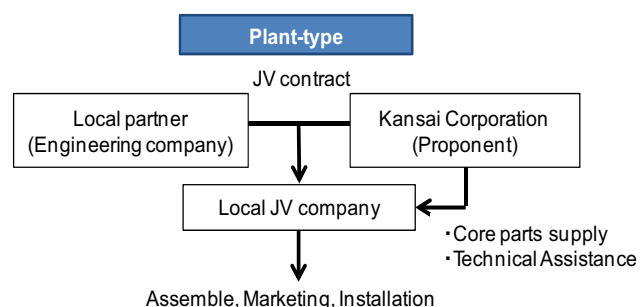 Plant-type
JV contract
Local partner
(Engineering company)
Kansai Corporation
(Proponent)
Local JV company
・Core parts supply
・Technical Assistance
Assemble, Marketing, Installation